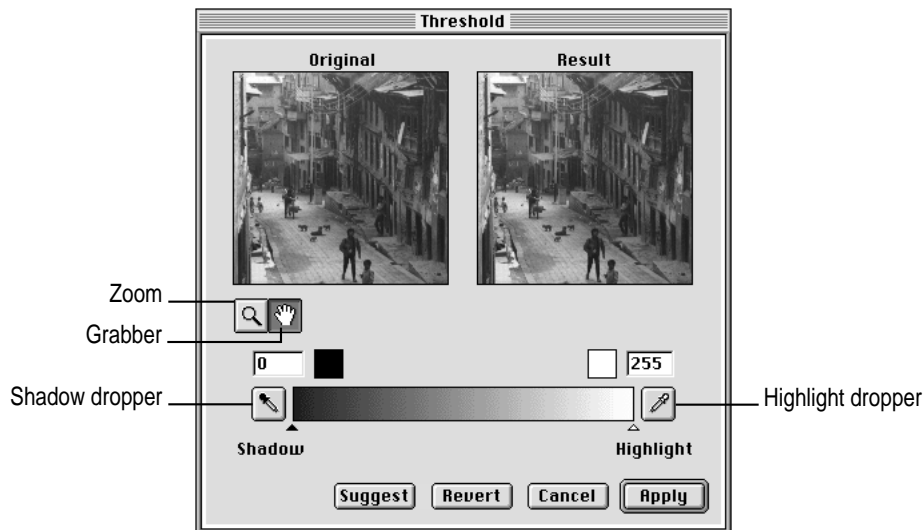 Threshold
Original Result
Zoom
Grabber
0 255
Shadow dropper Highlight dropper
Shadow Highlight
Suggest Revert Cancel Apply